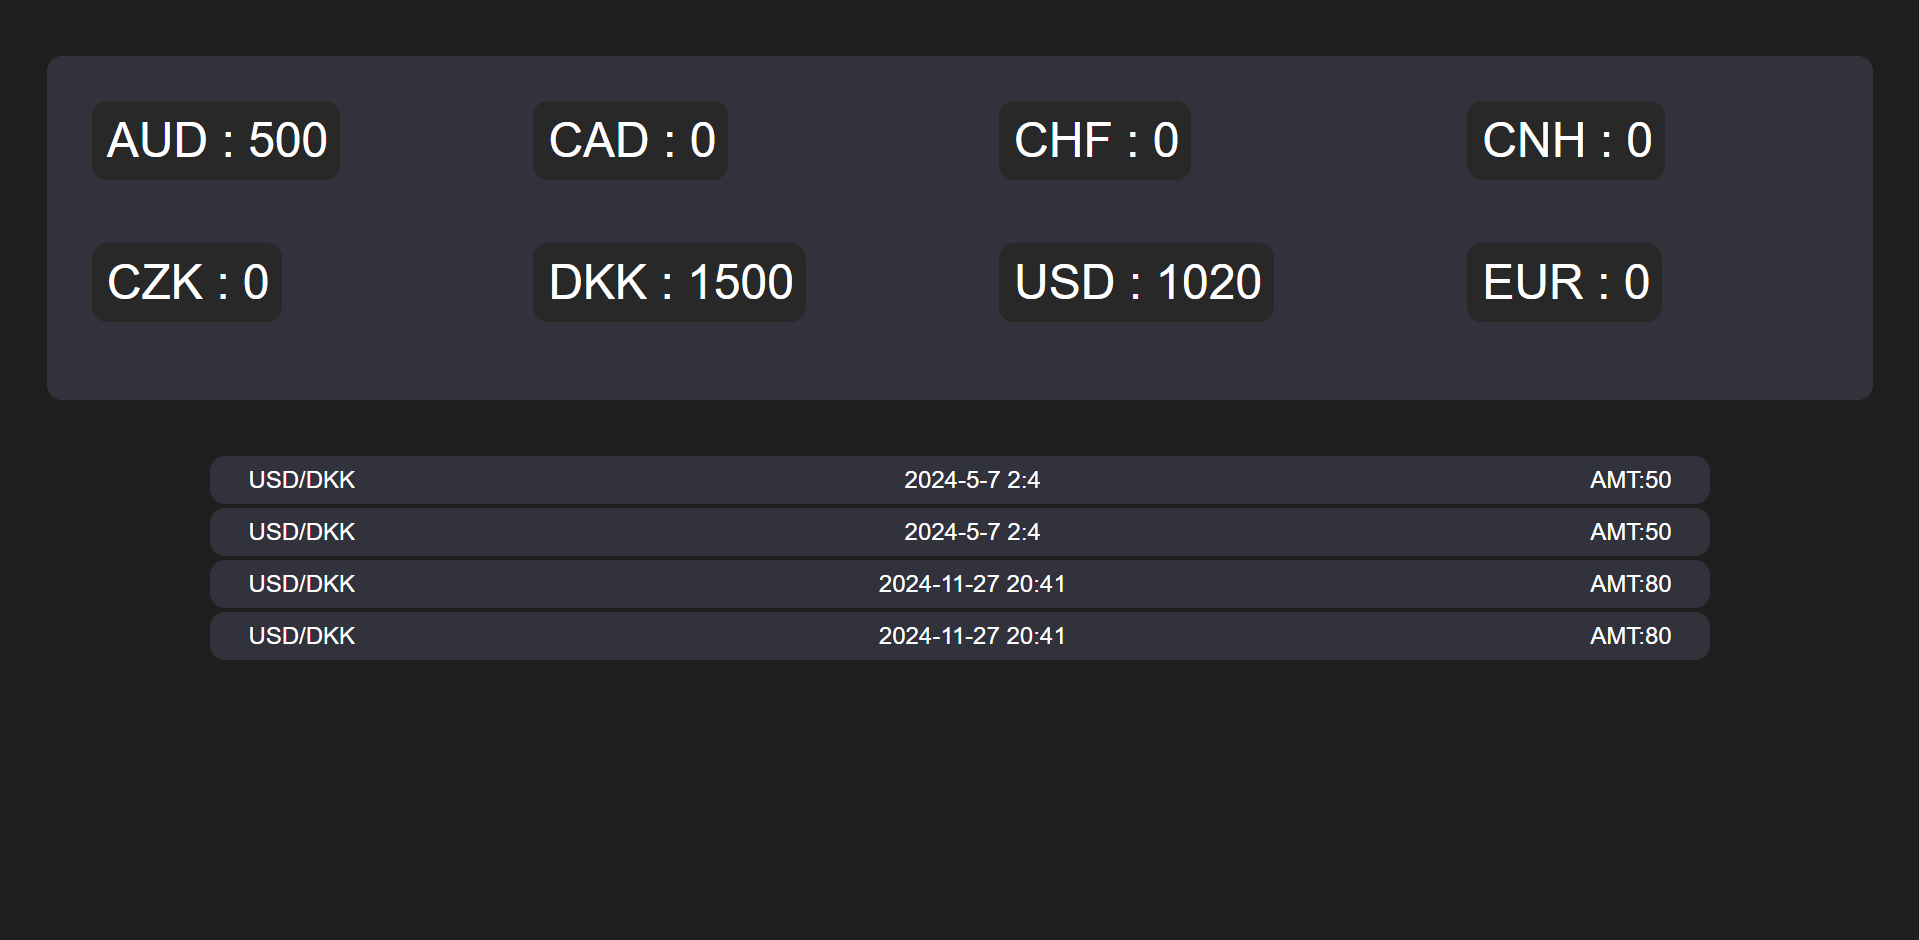 AUD : 500 CAD : 0 CHF : 0 CNH : 0
CZK : 0 DKK : 1500 USD : 1020 EUR : 0
USD/DKK 2024-5-7 2:4 AMT:50
USD/DKK 2024-5-7 2:4 AMT:50
USD/DKK 2024-11-27 20:41 AMT:80
USD/DKK 2024-11-27 20:41 AMT:80